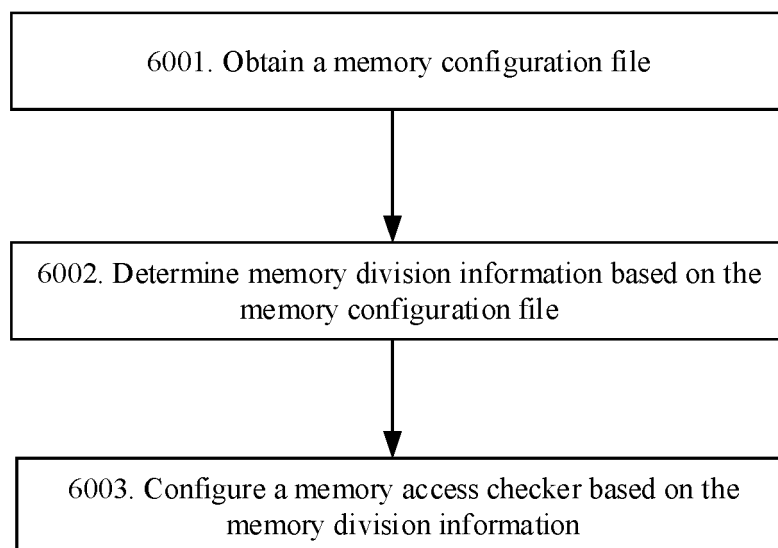 6001. Obtain a memory configuration file
6002. Determine memory division information based on the
memory configuration file
6003. Configure a memory access checker based on the
memory division information